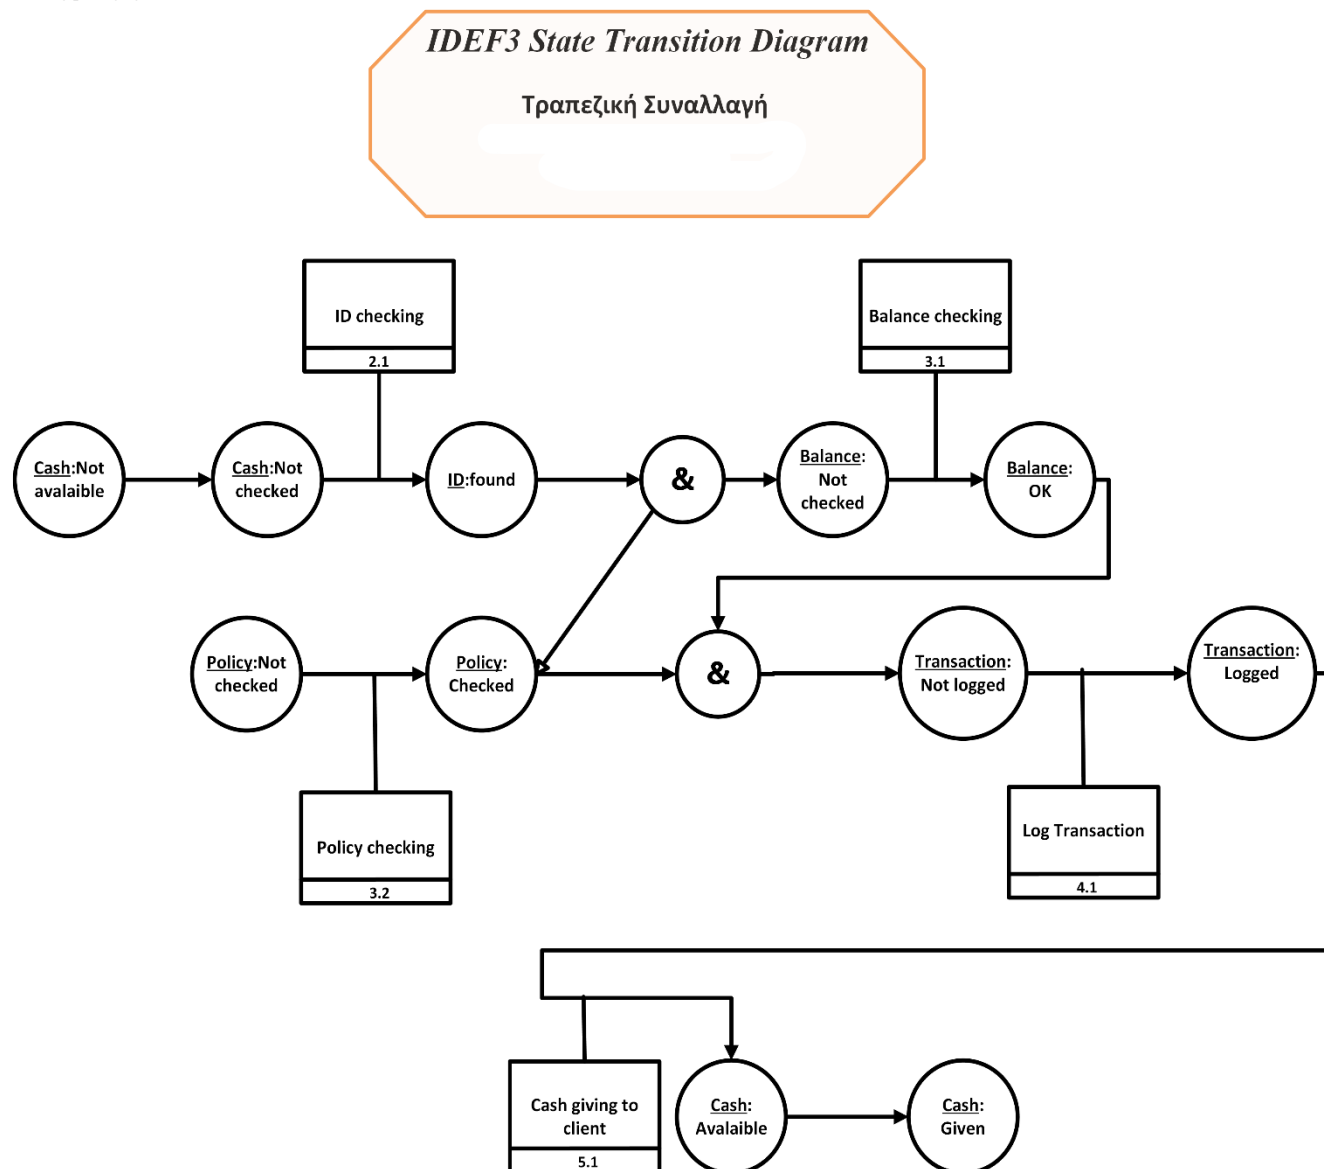 IDEF3 State Transition Diagram
Τραπεζική Συναλλαγή
ID checking
2.1
Balance checking
3.1
Cash:Not
avalaible
Cash:Not
checked
ID:found
&
Balance:
Not
checked
Balance:
OK
Policy:Not
checked
Policy:
Checked
&
Transaction:
Not logged
Transaction:
Logged
Policy checking
3.2
Log Transaction
4.1
Cash giving to
client
5.1
Cash:
Avalaible
Cash:
Given